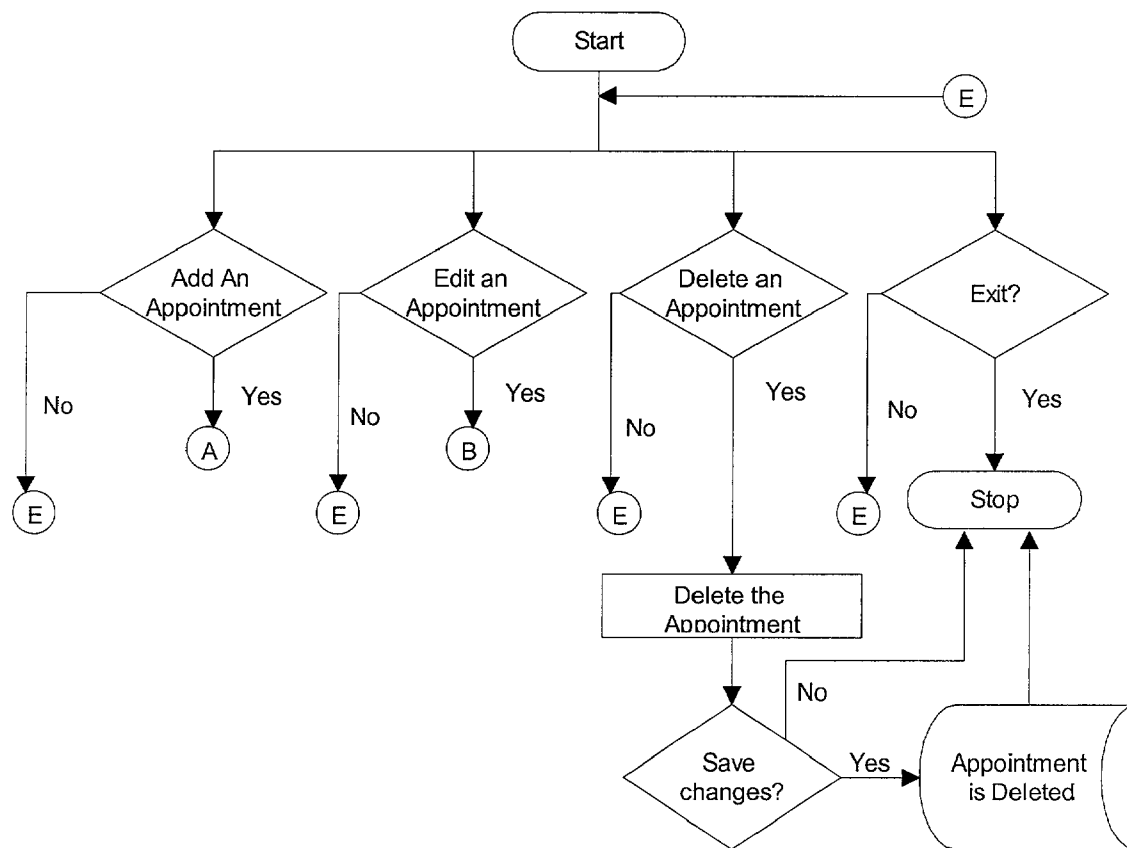 Start
E
Add An
Appointment
Edit an
Appointment
Delete an
Appointment
Exit?
No
Yes
No
Yes
No
Yes
No
Yes
A
B
E
E
E
E
Stop
Delete the
Appointment
No
Save
changes?
Yes
Appointment
is Deleted